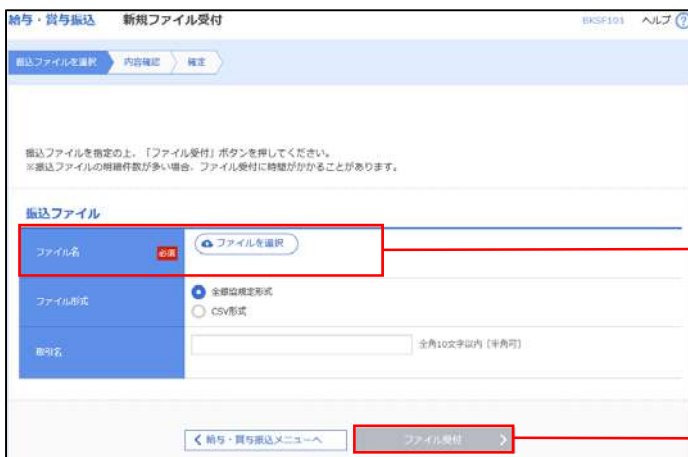 給与・賞与振込 新規ファイル受付 BKSF101 ヘルプ ?
振込ファイルを選択 内容確認 確定
振込ファイルを指定の上、「ファイル受付」ボタンを押してください。
※振込ファイルの明細件数が多い場合、ファイル受付に時間がかかることがあります。
振込ファイル
ファイル名 必須 ファイルを選択
ファイル形式 全銀協規定形式
CSV形式
取引名 全角10文字以内 [半角可]
給与・賞与振込メニューへ ファイル受付